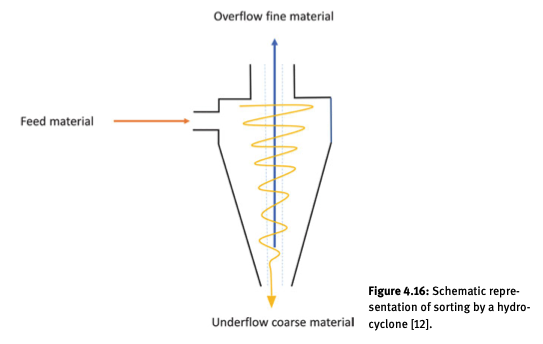 Overflow fine material
Feed material
Figure 4.16: Schematic repre-
sentation of sorting by a hydro-
cyclone [12].
Underflow coarse material